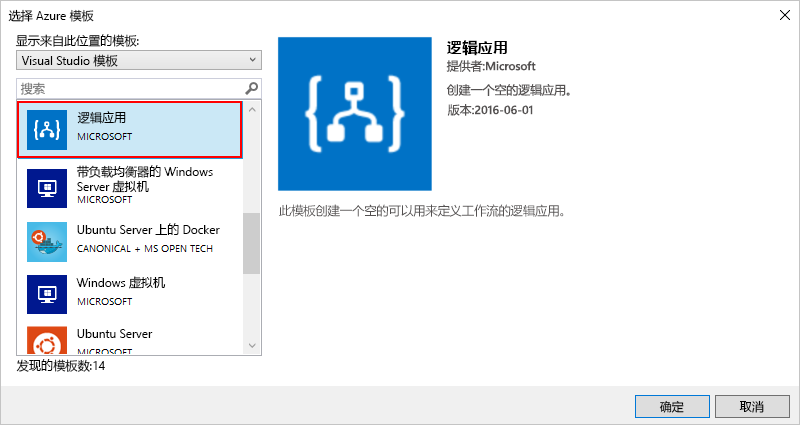 选择 Azure 模板
显示来自此位置的模板:
Visual Studio 模板
搜索
逻辑应用
MICROSOFT
带负载均衡器的 Windows
Server 虚拟机
MICROSOFT
Ubuntu Server 上的 Docker
CANONICAL + MS OPEN TECH
Windows 虚拟机
MICROSOFT
Ubuntu Server
MICROSOFT
发现的模板数:14
逻辑应用
提供者:Microsoft
创建一个空的逻辑应用。
版本:2016-06-01
此模板创建一个空的可以用来定义工作流的逻辑应用。
确定
取消